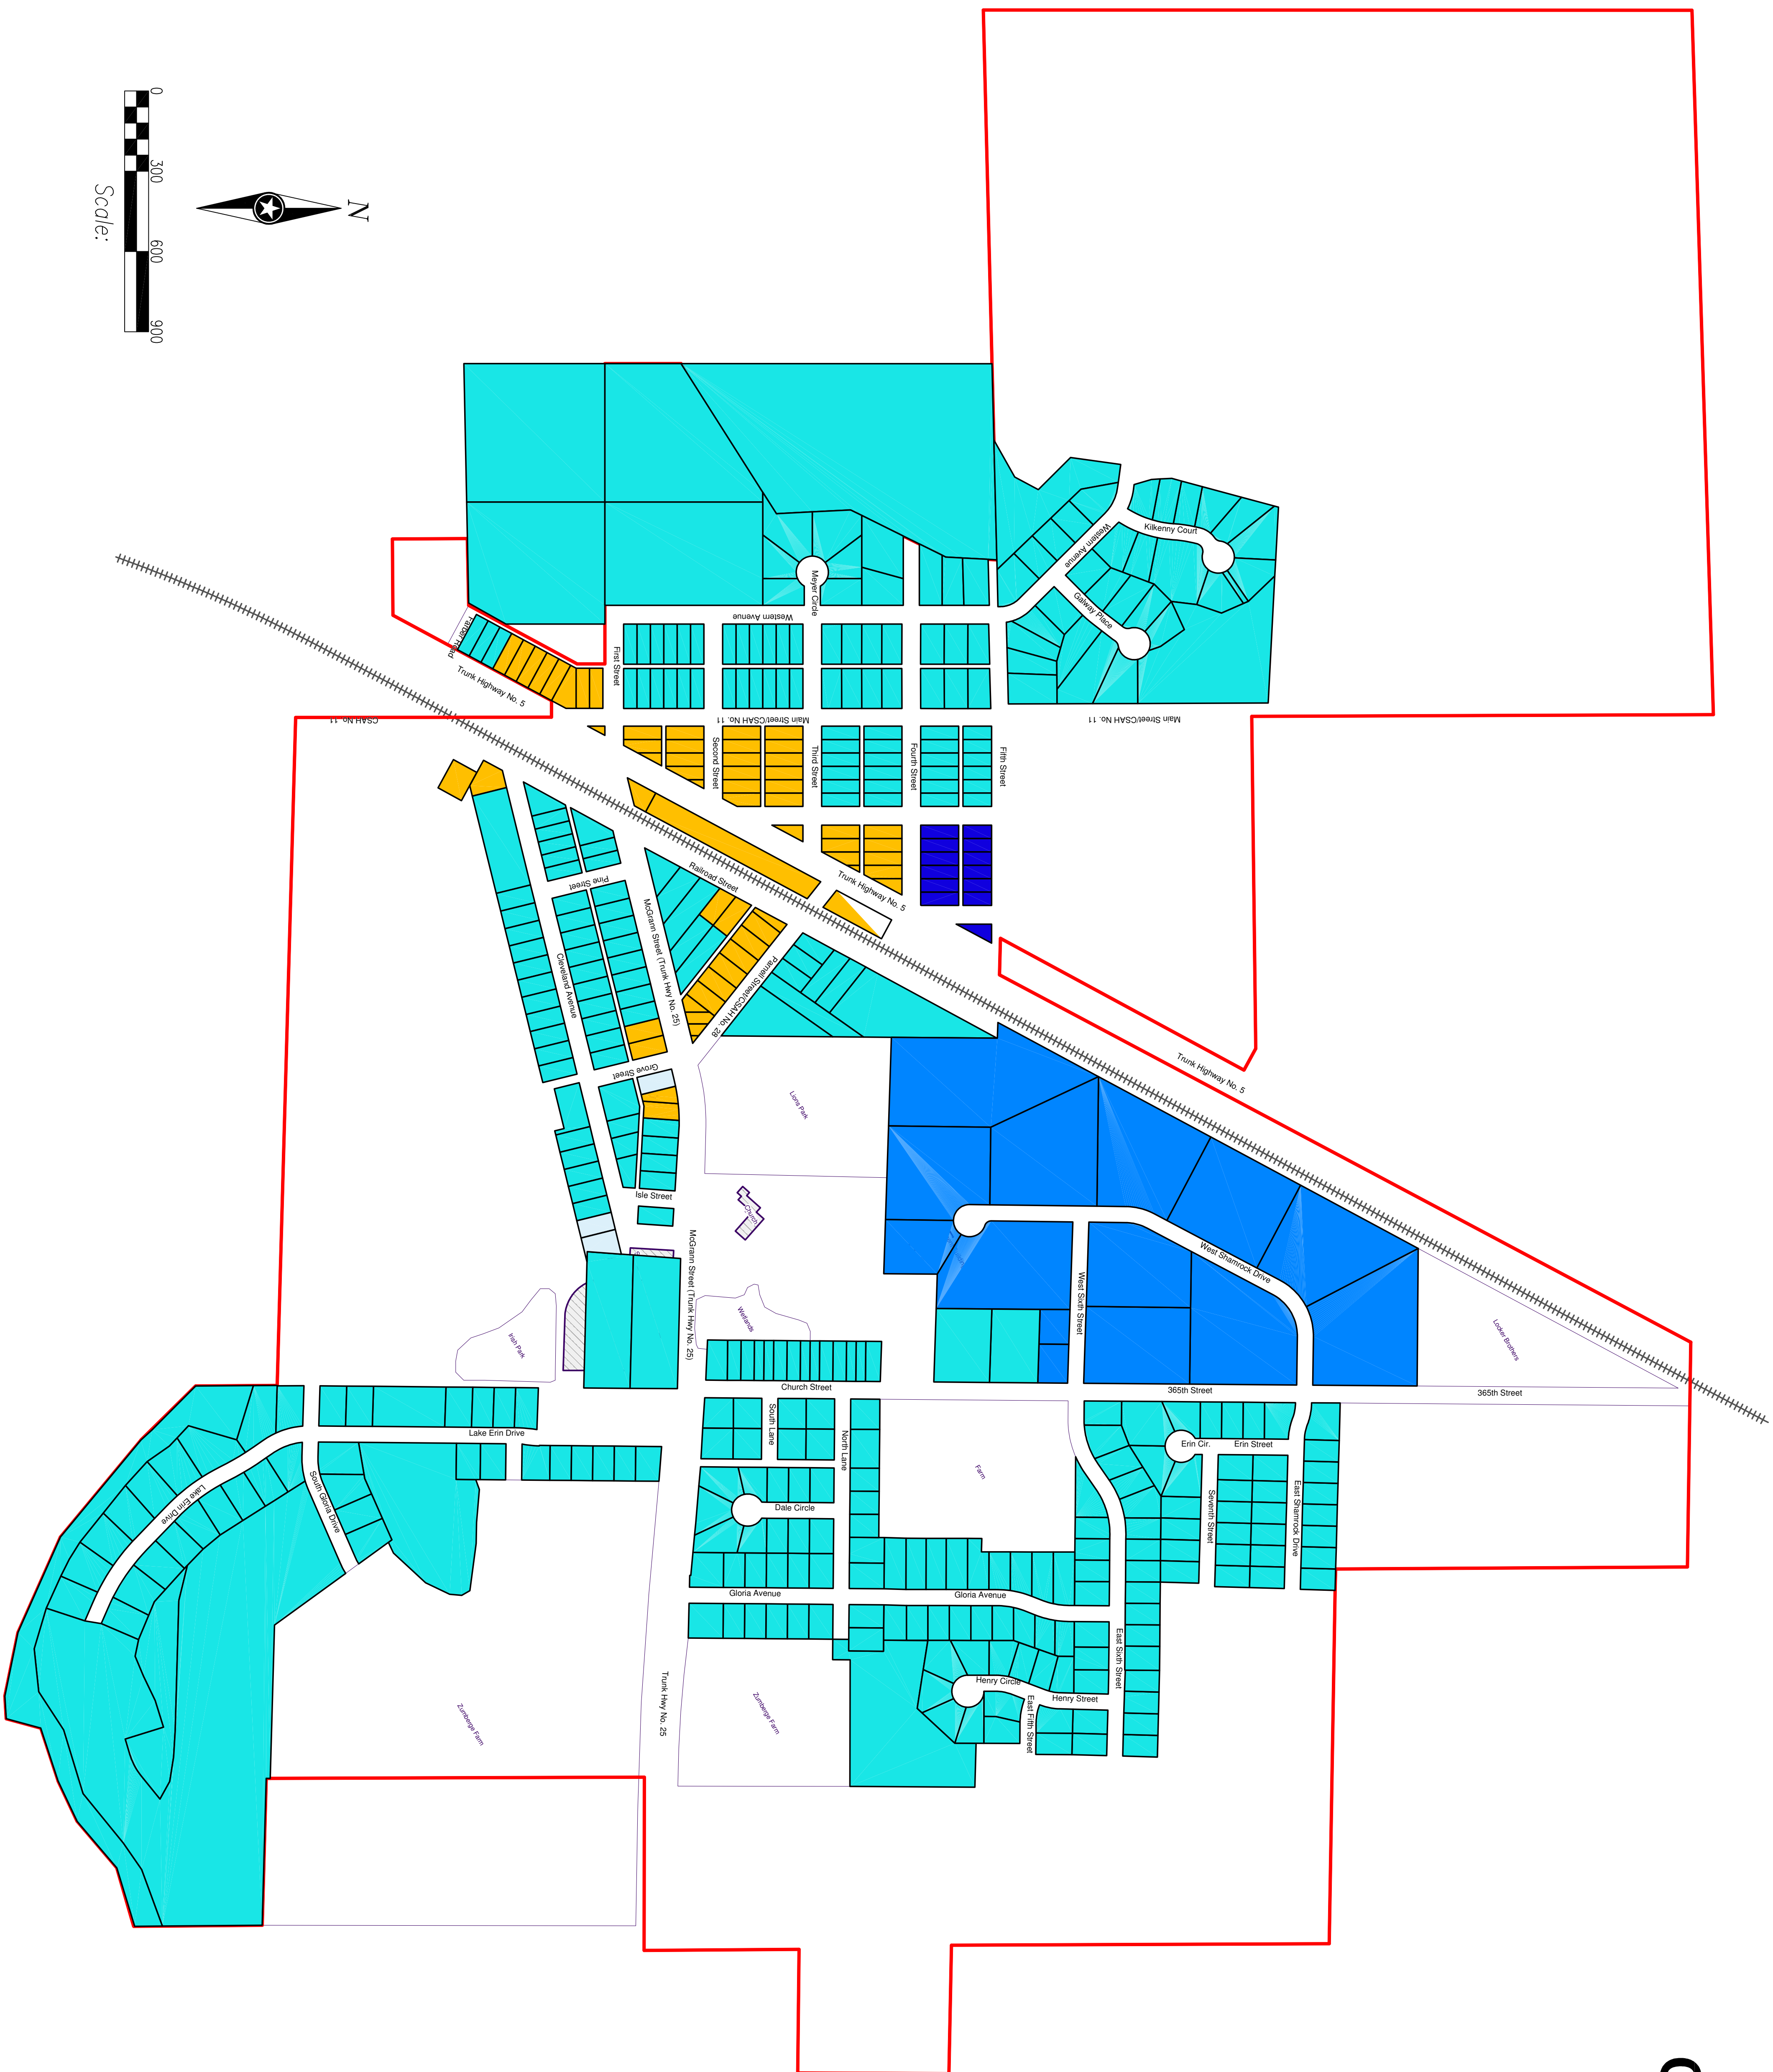 0
300
600
900
Scale:
N
Kilkenny Court
Western Avenue
Galway Place
Meyer Circle
Western Avenue
First Street
Farber Road
Trunk Highway No. 5
CSAH No. 11
Main Street/CSAH No. 11
Main Street/CSAH No. 11
Second Street
Third Street
Fourth Street
Fifth Street
Railroad Street
Trunk Highway No. 5
Pine Street
McGrann Street (Trunk Hwy No. 25)
Cleveland Avenue
Parnell Street/CSAH No. 28
Grove Street
Lions Park
Trunk Highway No. 5
Isle Street
Church
McGrann Street (Trunk Hwy No. 25)
Wetlands
Irish Park
West Shamrock Drive
West Sixth Street
Locker Brothers
Church Street
365th Street
365th Street
Lake Erin Drive
South Lane
North Lane
Farm
Erin Cir.
Erin Street
Lake Erin Drive
South Gloria Drive
Dale Circle
Seventh Street
East Shamrock Drive
Gloria Avenue
Gloria Avenue
East Sixth Street
Henry Circle
Henry Street
East Fifth Street
Trunk Hwy No. 25
Zumberge Farm
Zumberge Farm